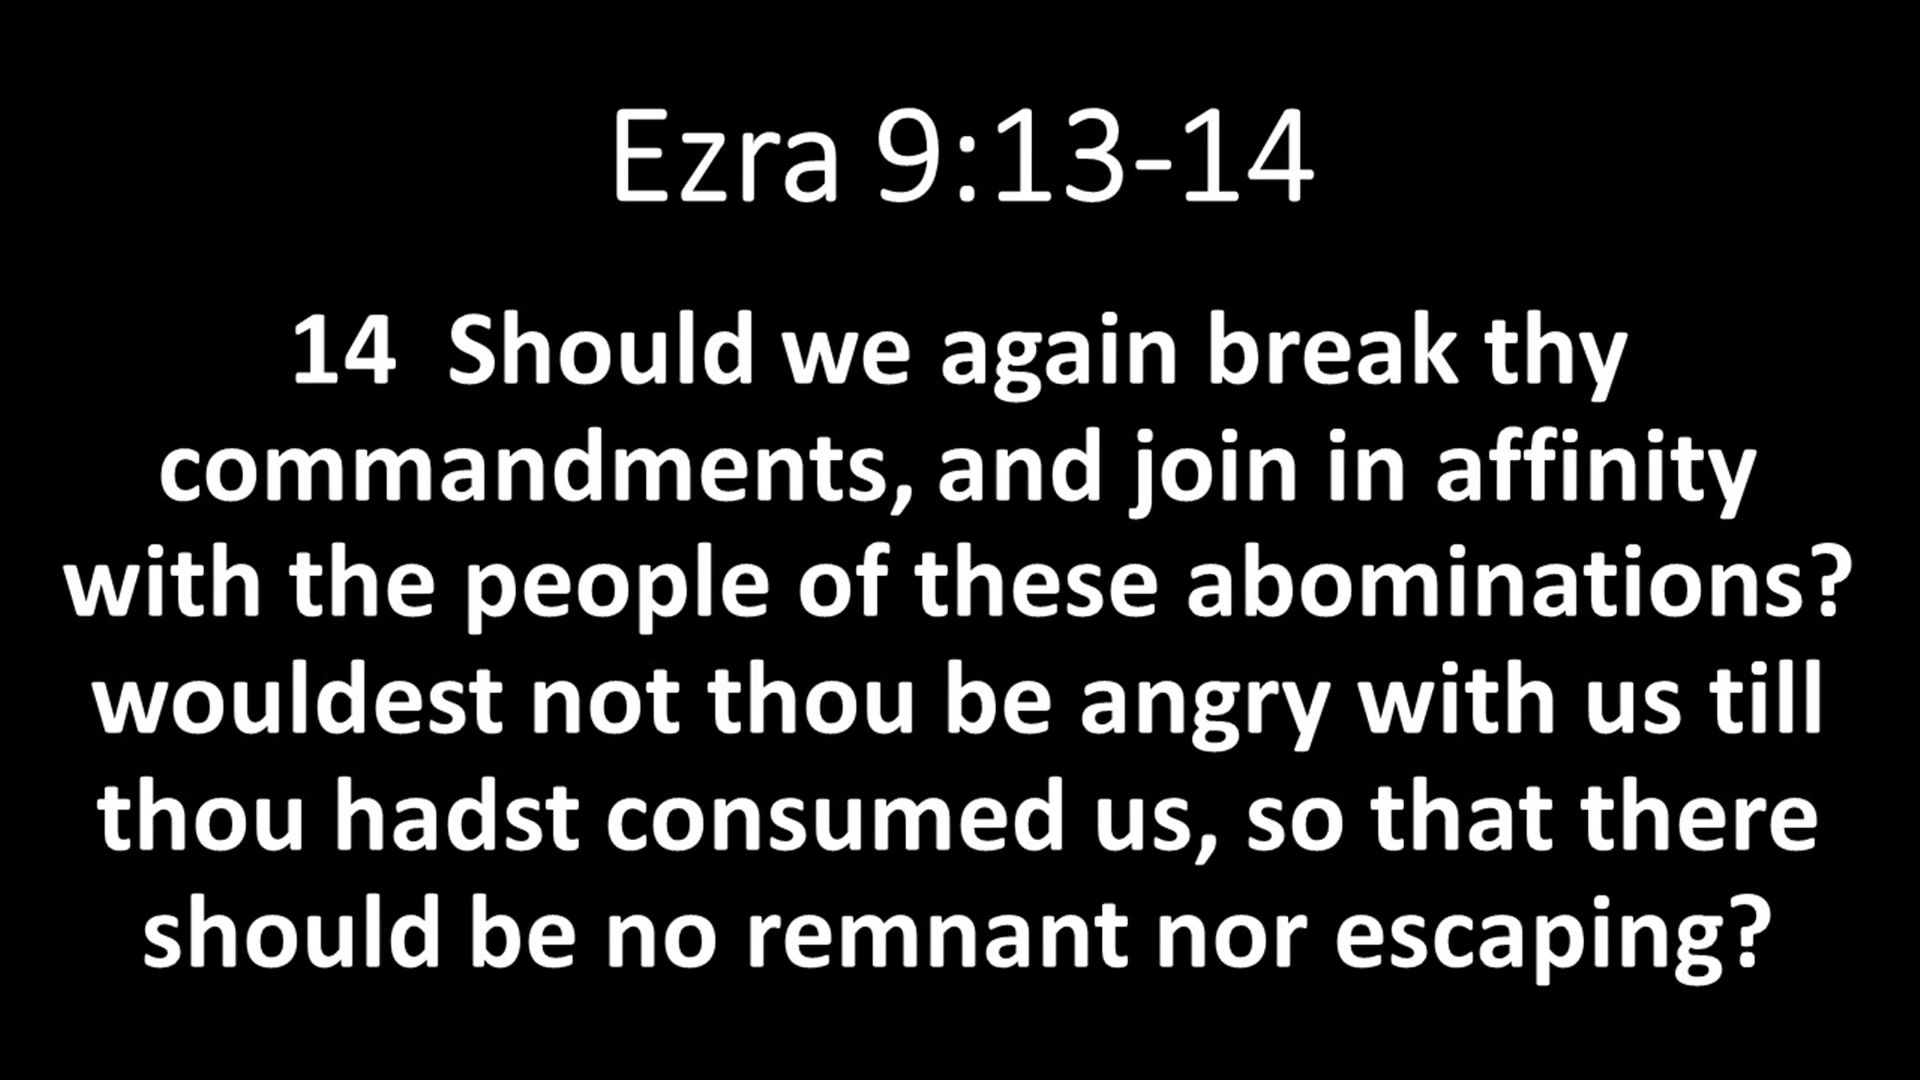 Ezra 9:13-14
14  Should we again break thy
commandments, and join in affinity
with the people of these abominations?
wouldest not thou be angry with us till
thou hadst consumed us, so that there
should be no remnant nor escaping?